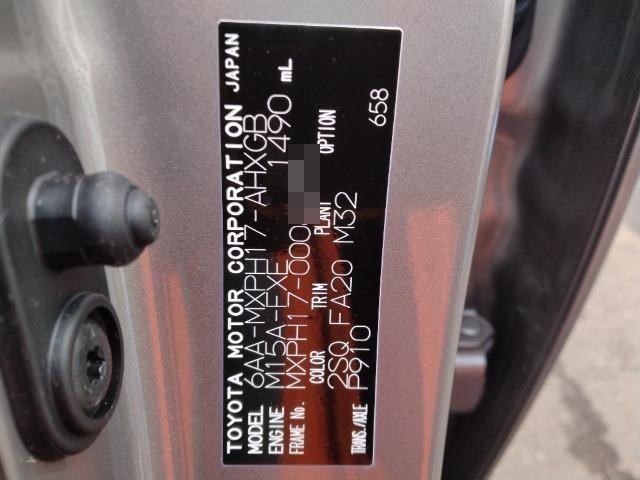 TOYOTA MOTOR CORPORATION JAPAN
MODEL 6AA-MXPH17-AHXGB
ENGINE M15A-FXE 1490 mL
FRAME No. MXPH17-000
COLOR TRIM PLANT OPTION
2SQ FA20 M32
TRANS./AXLE P910 658